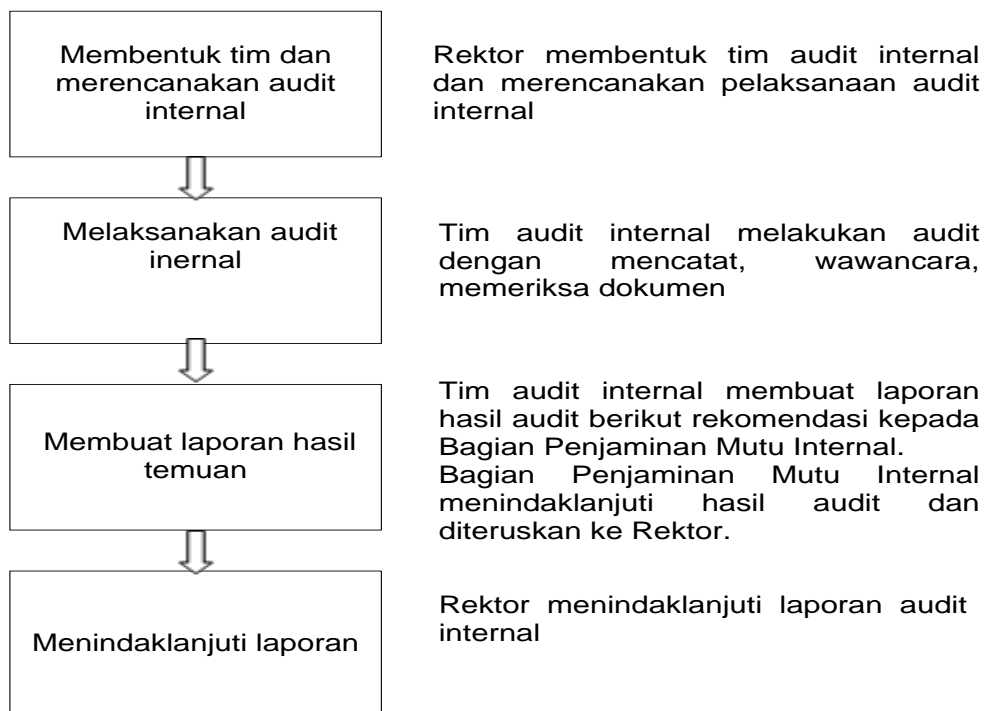 Membentuk tim dan
merencanakan audit
internal
Rektor membentuk tim audit internal
dan merencanakan pelaksanaan audit
internal
Melaksanakan audit
inernal
Tim audit internal melakukan audit
dengan mencatat, wawancara,
memeriksa dokumen
Membuat laporan hasil
temuan
Tim audit internal membuat laporan
hasil audit berikut rekomendasi kepada
Bagian Penjaminan Mutu Internal.
Bagian Penjaminan Mutu Internal
menindaklanjuti hasil audit dan
diteruskan ke Rektor.
Menindaklanjuti laporan
Rektor menindaklanjuti laporan audit
internal